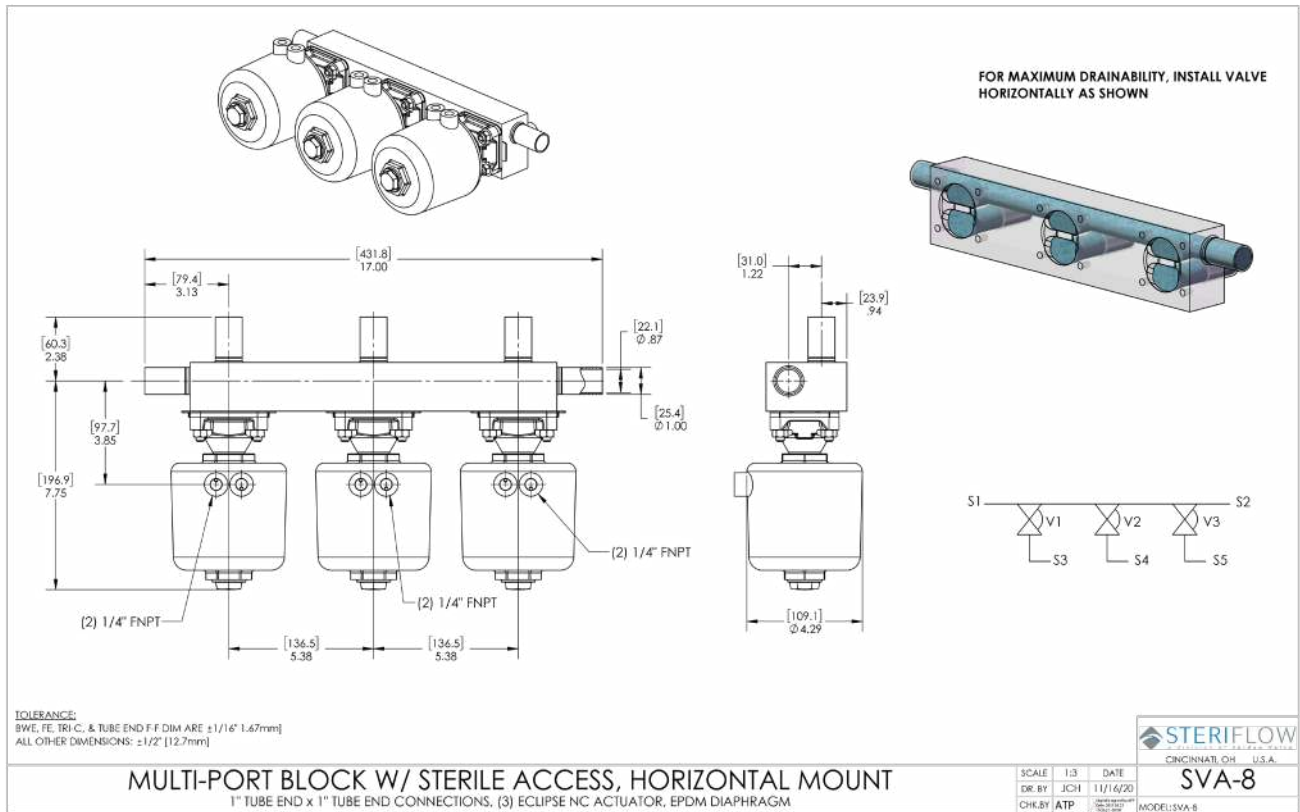 FOR MAXIMUM DRAINABILITY, INSTALL VALVE
HORIZONTALLY AS SHOWN
[431.8]
17.00
[79.4]
3.13
[60.3]
2.38
[22.1]
Ø .87
[25.4]
Ø 1.00
[97.7]
3.85
[196.9]
7.75
(2) 1/4" FNPT
(2) 1/4" FNPT
(2) 1/4" FNPT
[136.5]
5.38
[136.5]
5.38
[31.0]
1.22
[23.9]
.94
[109.1]
Ø 4.29
S1
S2
V1
V2
V3
S3
S4
S5
TOLERANCE:
BWE, FE, TRI-C, & TUBE END F-F DIM ARE ±1/16" 1.67mm]
ALL OTHER DIMENSIONS: ±1/2" [12.7mm]
MULTI-PORT BLOCK W/ STERILE ACCESS, HORIZONTAL MOUNT
1" TUBE END x 1" TUBE END CONNECTIONS, (3) ECLIPSE NC ACTUATOR, EPDM DIAPHRAGM
STERIFLOW
CINCINNATI, OH U.S.A.
SCALE 1:3 DATE
DR. BY JCH 11/16/20
CHK.BY ATP
SVA-8
MODEL:SVA-8